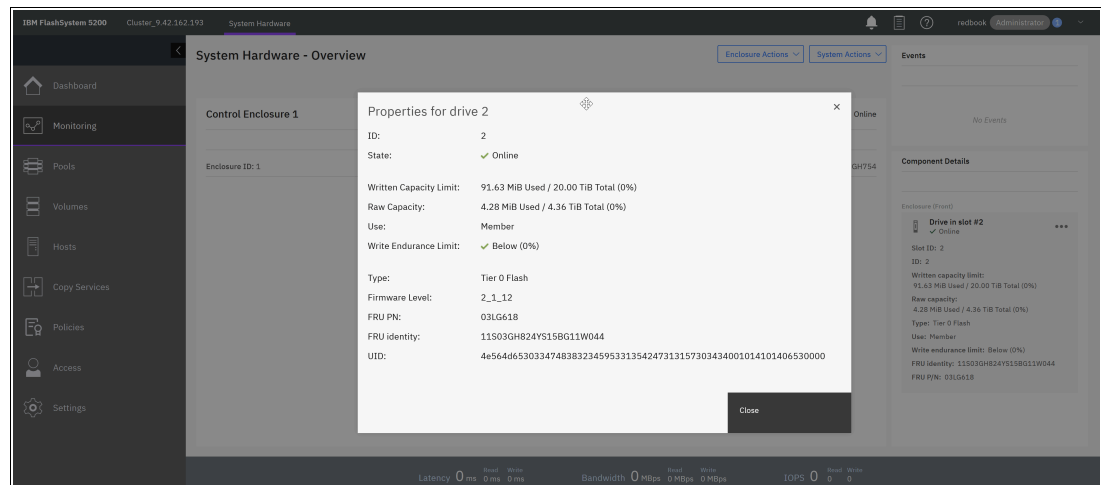 IBM FlashSystem 5200 Cluster_9.42.162.193 System Hardware redbook Administrator
System Hardware - Overview Enclosure Actions System Actions
Dashboard
Monitoring
Pools
Volumes
Hosts
Copy Services
Policies
Access
Settings
Control Enclosure 1 Online
Enclosure ID: 1 GH754
Properties for drive 2
ID: 2
State: Online
Written Capacity Limit: 91.63 MiB Used / 20.00 TiB Total (0%)
Raw Capacity: 4.28 MiB Used / 4.36 TiB Total (0%)
Use: Member
Write Endurance Limit: Below (0%)
Type: Tier 0 Flash
Firmware Level: 2_1_12
FRU PN: 03LG618
FRU identity: 11S03GH824YS15BG11W044
UID: 4e564d6530334748383234595331354247313157303434001014101406530000
Close
Events
No Events
Component Details
Enclosure (Front)
Drive in slot #2
Online
Slot ID: 2
ID: 2
Written capacity limit:
91.63 MiB Used / 20.00 TiB Total (0%)
Raw capacity:
4.28 MiB Used / 4.36 TiB Total (0%)
Type: Tier 0 Flash
Use: Member
Write endurance limit: Below (0%)
FRU identity: 11S03GH824YS15BG11W044
FRU P/N: 03LG618
Read Write Read Write Read Write
Latency 0 ms 0 ms 0 ms Bandwidth 0 MBps 0 MBps 0 MBps IOPS 0 0 0